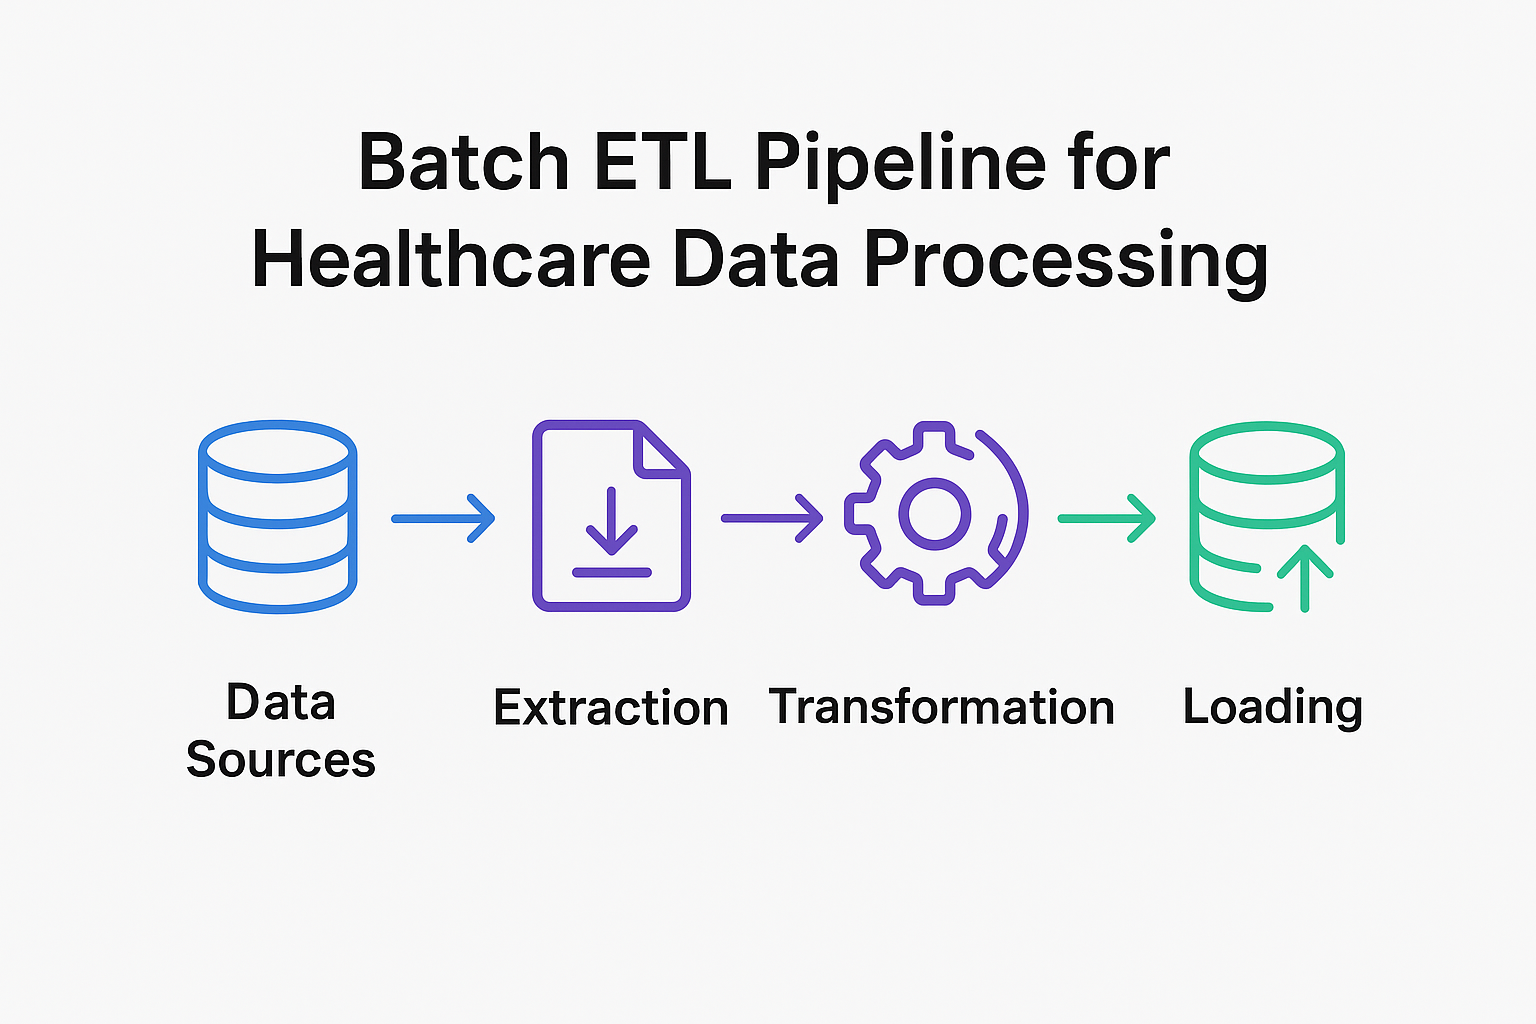 Batch ETL Pipeline for
Healthcare Data Processing
Data
Sources
Extraction
Transformation
Loading